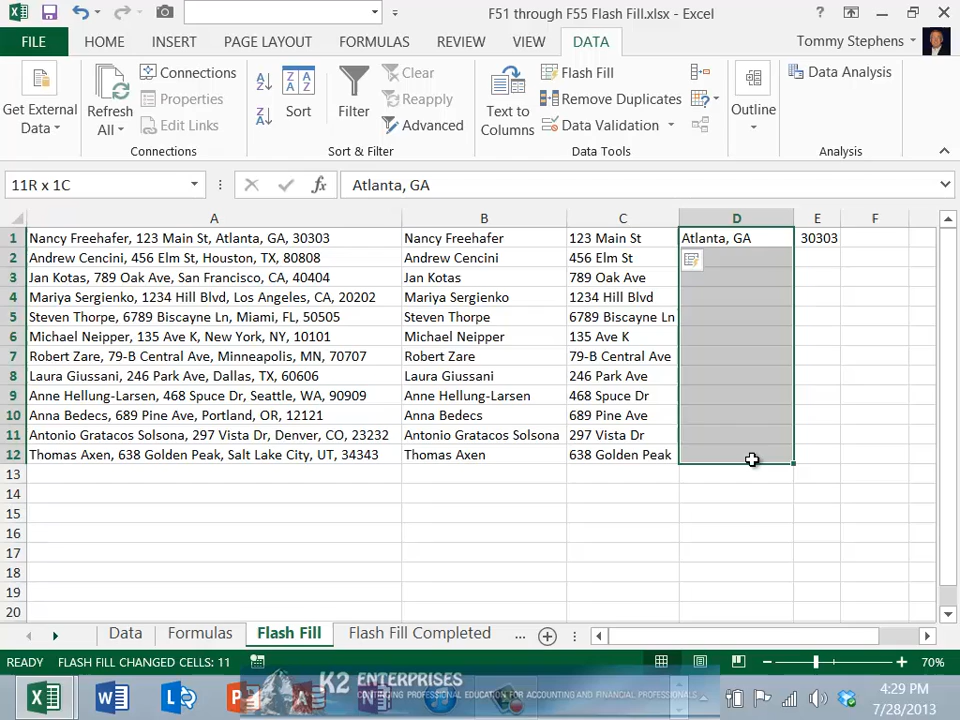 F51 through F55 Flash Fill.xlsx - Excel
FILE HOME INSERT PAGE LAYOUT FORMULAS REVIEW VIEW DATA Tommy Stephens
Get External Data
Refresh All
Connections
Properties
Edit Links
Connections
Sort
Filter
Clear
Reapply
Advanced
Sort & Filter
Text to Columns
Flash Fill
Remove Duplicates
Data Validation
Data Tools
Outline
Data Analysis
Analysis
11R x 1C Atlanta, GA
A B C D E F
1 Nancy Freehafer, 123 Main St, Atlanta, GA, 30303 Nancy Freehafer 123 Main St Atlanta, GA 30303
2 Andrew Cencini, 456 Elm St, Houston, TX, 80808 Andrew Cencini 456 Elm St
3 Jan Kotas, 789 Oak Ave, San Francisco, CA, 40404 Jan Kotas 789 Oak Ave
4 Mariya Sergienko, 1234 Hill Blvd, Los Angeles, CA, 20202 Mariya Sergienko 1234 Hill Blvd
5 Steven Thorpe, 6789 Biscayne Ln, Miami, FL, 50505 Steven Thorpe 6789 Biscayne Ln
6 Michael Neipper, 135 Ave K, New York, NY, 10101 Michael Neipper 135 Ave K
7 Robert Zare, 79-B Central Ave, Minneapolis, MN, 70707 Robert Zare 79-B Central Ave
8 Laura Giussani, 246 Park Ave, Dallas, TX, 60606 Laura Giussani 246 Park Ave
9 Anne Hellung-Larsen, 468 Spuce Dr, Seattle, WA, 90909 Anne Hellung-Larsen 468 Spuce Dr
10 Anna Bedecs, 689 Pine Ave, Portland, OR, 12121 Anna Bedecs 689 Pine Ave
11 Antonio Gratacos Solsona, 297 Vista Dr, Denver, CO, 23232 Antonio Gratacos Solsona 297 Vista Dr
12 Thomas Axen, 638 Golden Peak, Salt Lake City, UT, 34343 Thomas Axen 638 Golden Peak
13
14
15
16
17
18
19
20
Data Formulas Flash Fill Flash Fill Completed ...
READY FLASH FILL CHANGED CELLS: 11 70%
K2 ENTERPRISES
CONTINUING PROFESSIONAL EDUCATION FOR ACCOUNTING AND FINANCIAL PROFESSIONALS
4:29 PM
7/28/2013